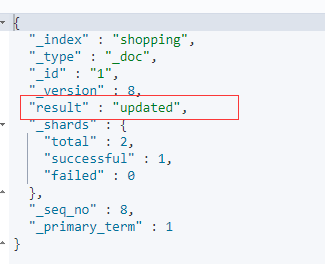 {
"_index" : "shopping",
"_type" : "_doc",
"_id" : "1",
"_version" : 8,
"result" : "updated",
"_shards" : {
"total" : 2,
"successful" : 1,
"failed" : 0
},
"_seq_no" : 8,
"_primary_term" : 1
}